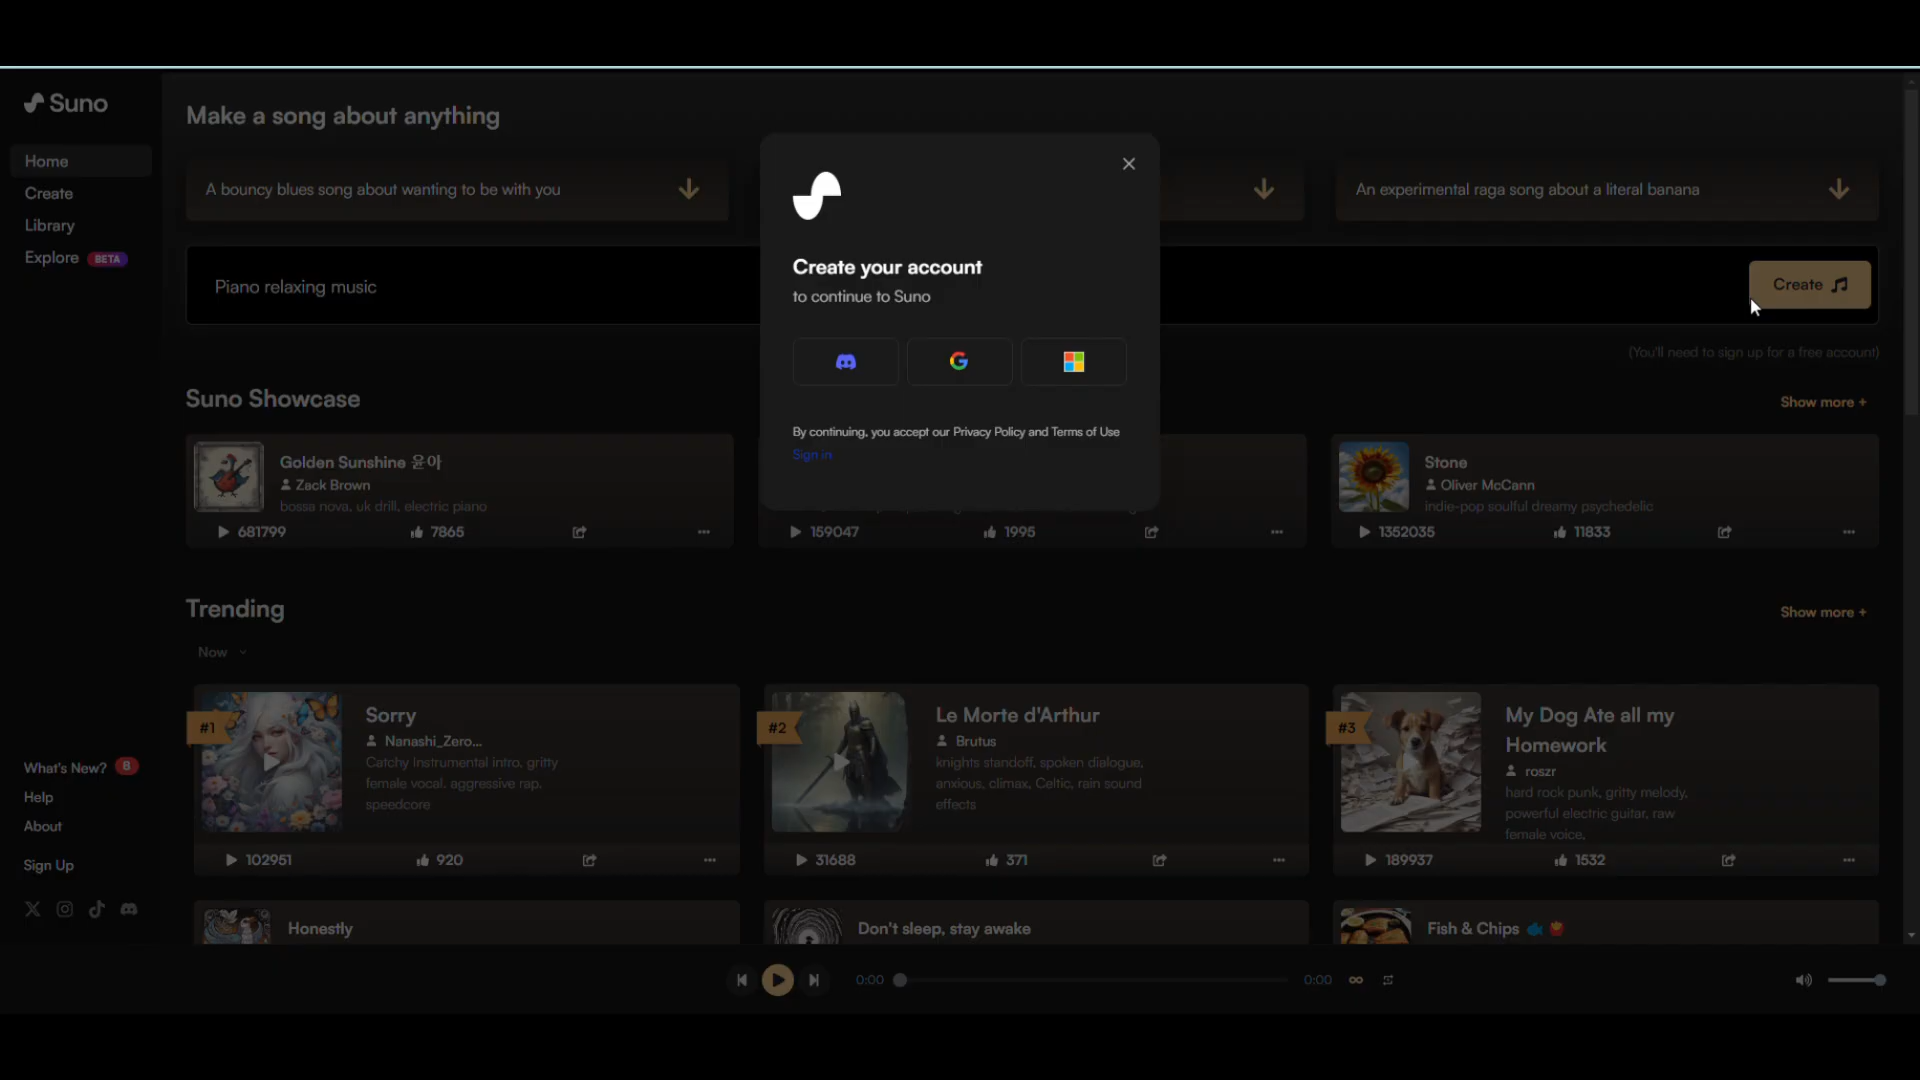 Suno
Home
Create
Library
Explore BETA
What's New? 8
Help
About
Sign Up
Make a song about anything
A bouncy blues song about wanting to be with you
An experimental raga song about a literal banana
Piano relaxing music
Create
(You'll need to sign up for a free account)
Create your account
to continue to Suno
By continuing, you accept our Privacy Policy and Terms of Use
Sign in
Suno Showcase
Show more +
Golden Sunshine 윤아
Zack Brown
bossa nova, uk drill, electric piano
681799 7865
159047 1995
Stone
Oliver McCann
indie-pop soulful dreamy psychedelic
1352035 11833
Trending
Show more +
Now
#1
Sorry
Nanashi_Zero...
Catchy Instrumental intro. gritty
female vocal. aggressive rap.
speedcore
102951 920
#2
Le Morte d'Arthur
Brutus
knights standoff, spoken dialogue,
anxious, climax, Celtic, rain sound
effects
31688 371
#3
My Dog Ate all my
Homework
roszr
hard rock punk, gritty melody,
powerful electric guitar, raw
female voice,
189937 1532
Honestly
Don't sleep, stay awake
Fish & Chips
0:00 0:00